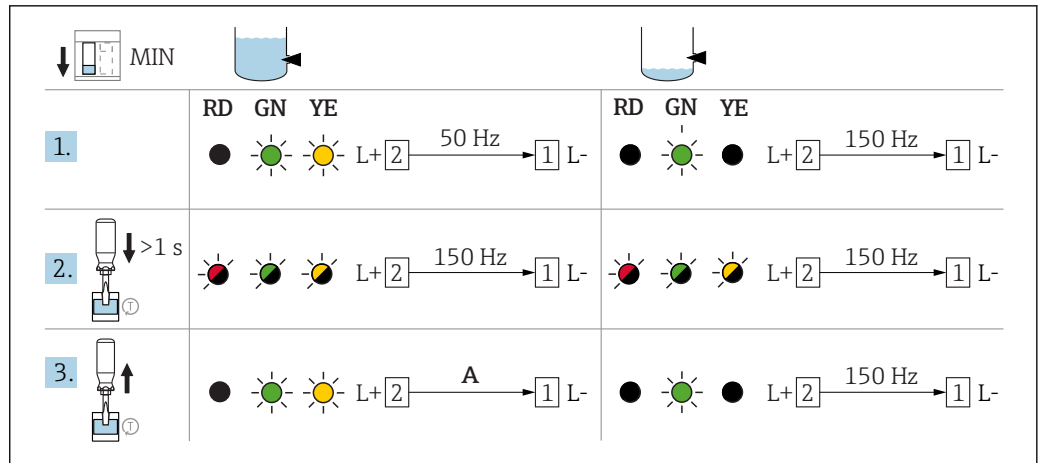 MIN
RD GN YE
RD GN YE
1.
L+ 2 50 Hz 1 L-
L+ 2 150 Hz 1 L-
2.
>1 s
T
L+ 2 150 Hz 1 L-
L+ 2 150 Hz 1 L-
3.
T
L+ 2 A 1 L-
L+ 2 150 Hz 1 L-